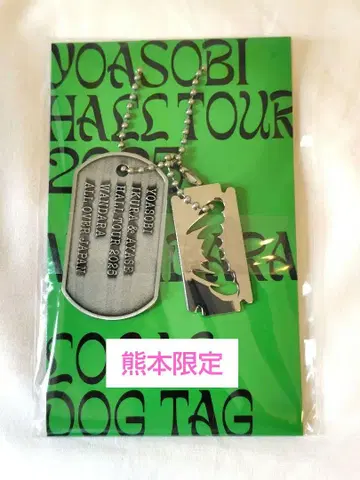 YOASOBI
HALL TOUR
2025
YOASOBI
IKURA & AYASE
HALL TOUR 2025
WANDARA
ALL OVER JAPAN
熊本限定
DOG TAG